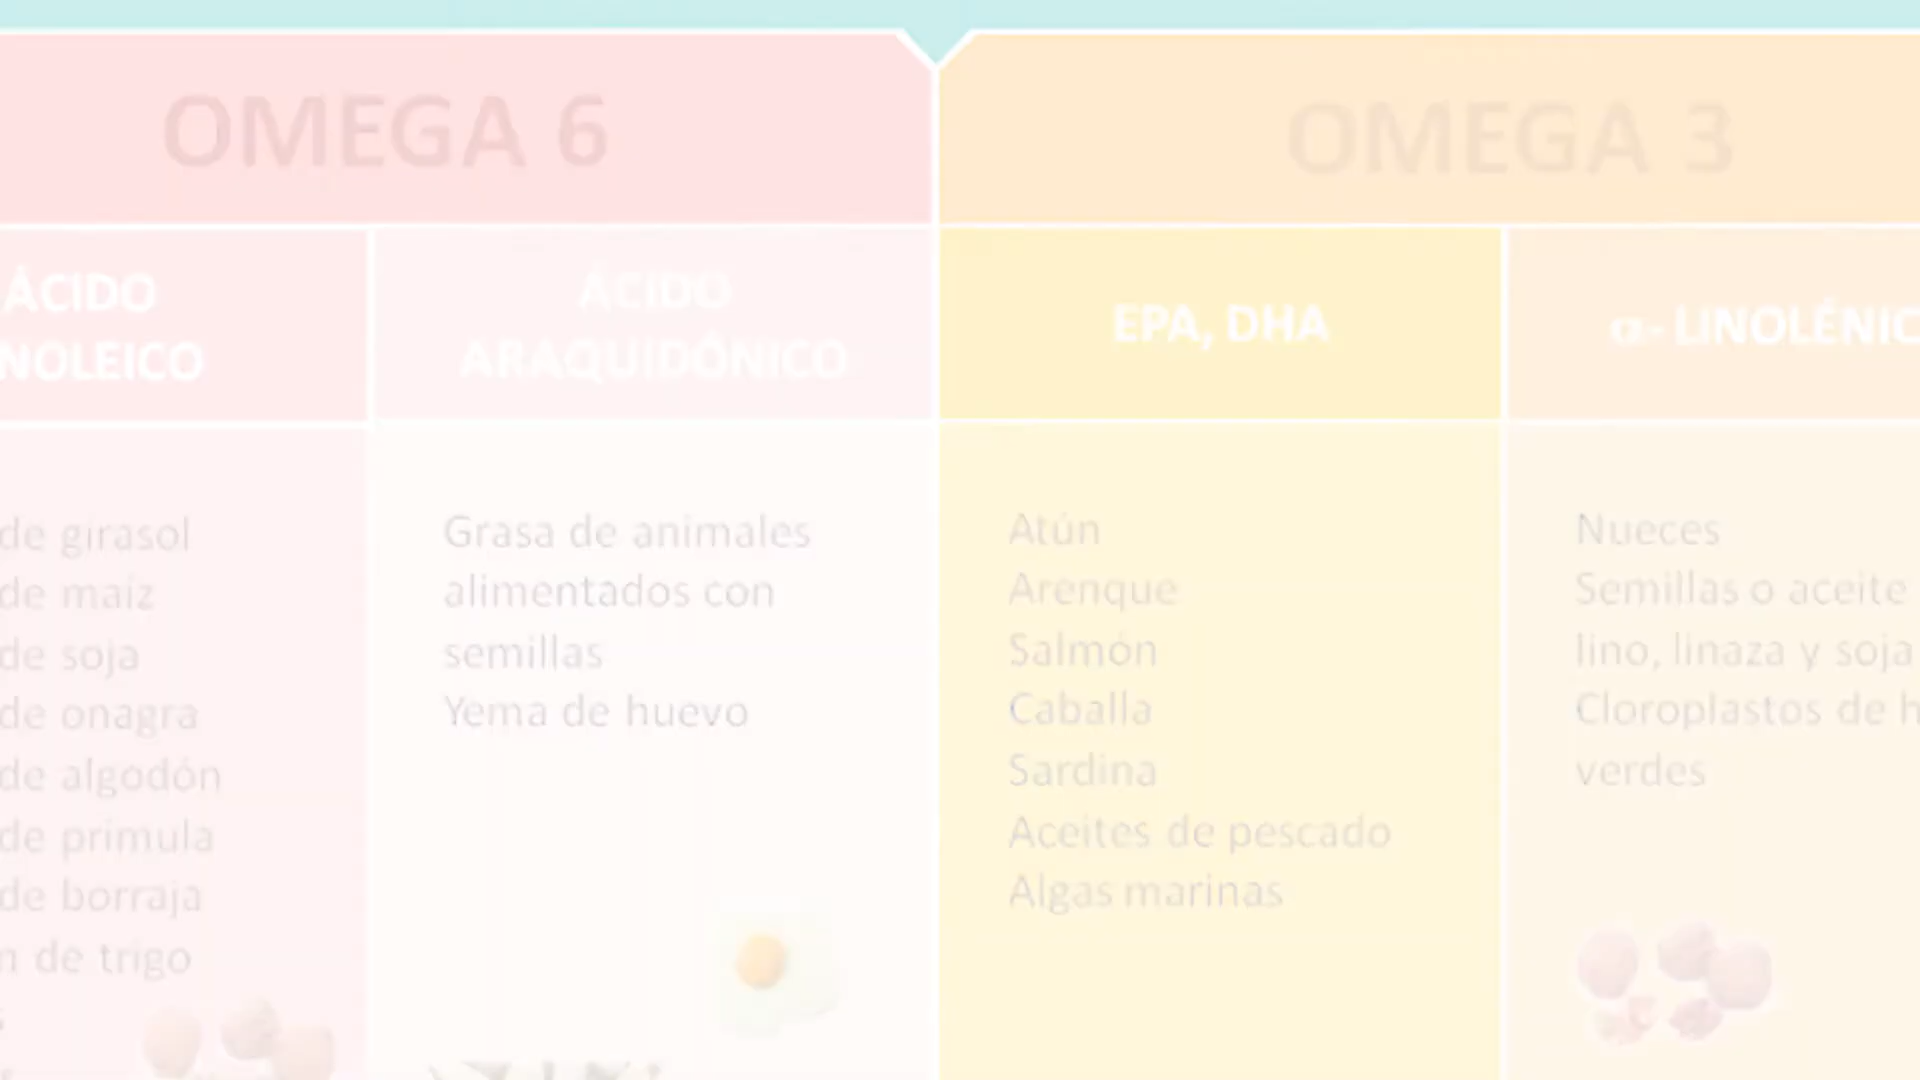 OMEGA 6
OMEGA 3
ÁCIDO
NOLEICO
ÁCIDO
ARAQUIDÓNICO
EPA, DHA
α- LINOLÉNIC
de girasol
de maíz
de soja
de onagra
de algodón
de primula
de borraja
n de trigo
Grasa de animales
alimentados con
semillas
Yema de huevo
Atún
Arenque
Salmón
Caballa
Sardina
Aceites de pescado
Algas marinas
Nueces
Semillas o aceite
lino, linaza y soja
Cloroplastos de h
verdes